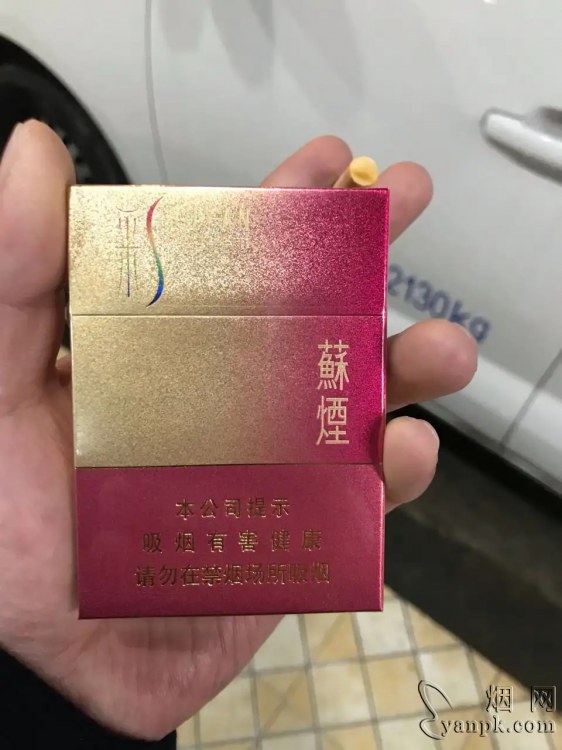 彩
蘇
煙
本公司提示
吸烟有害健康
请勿在禁烟场所吸烟
2130kg
烟网
yanpk.com